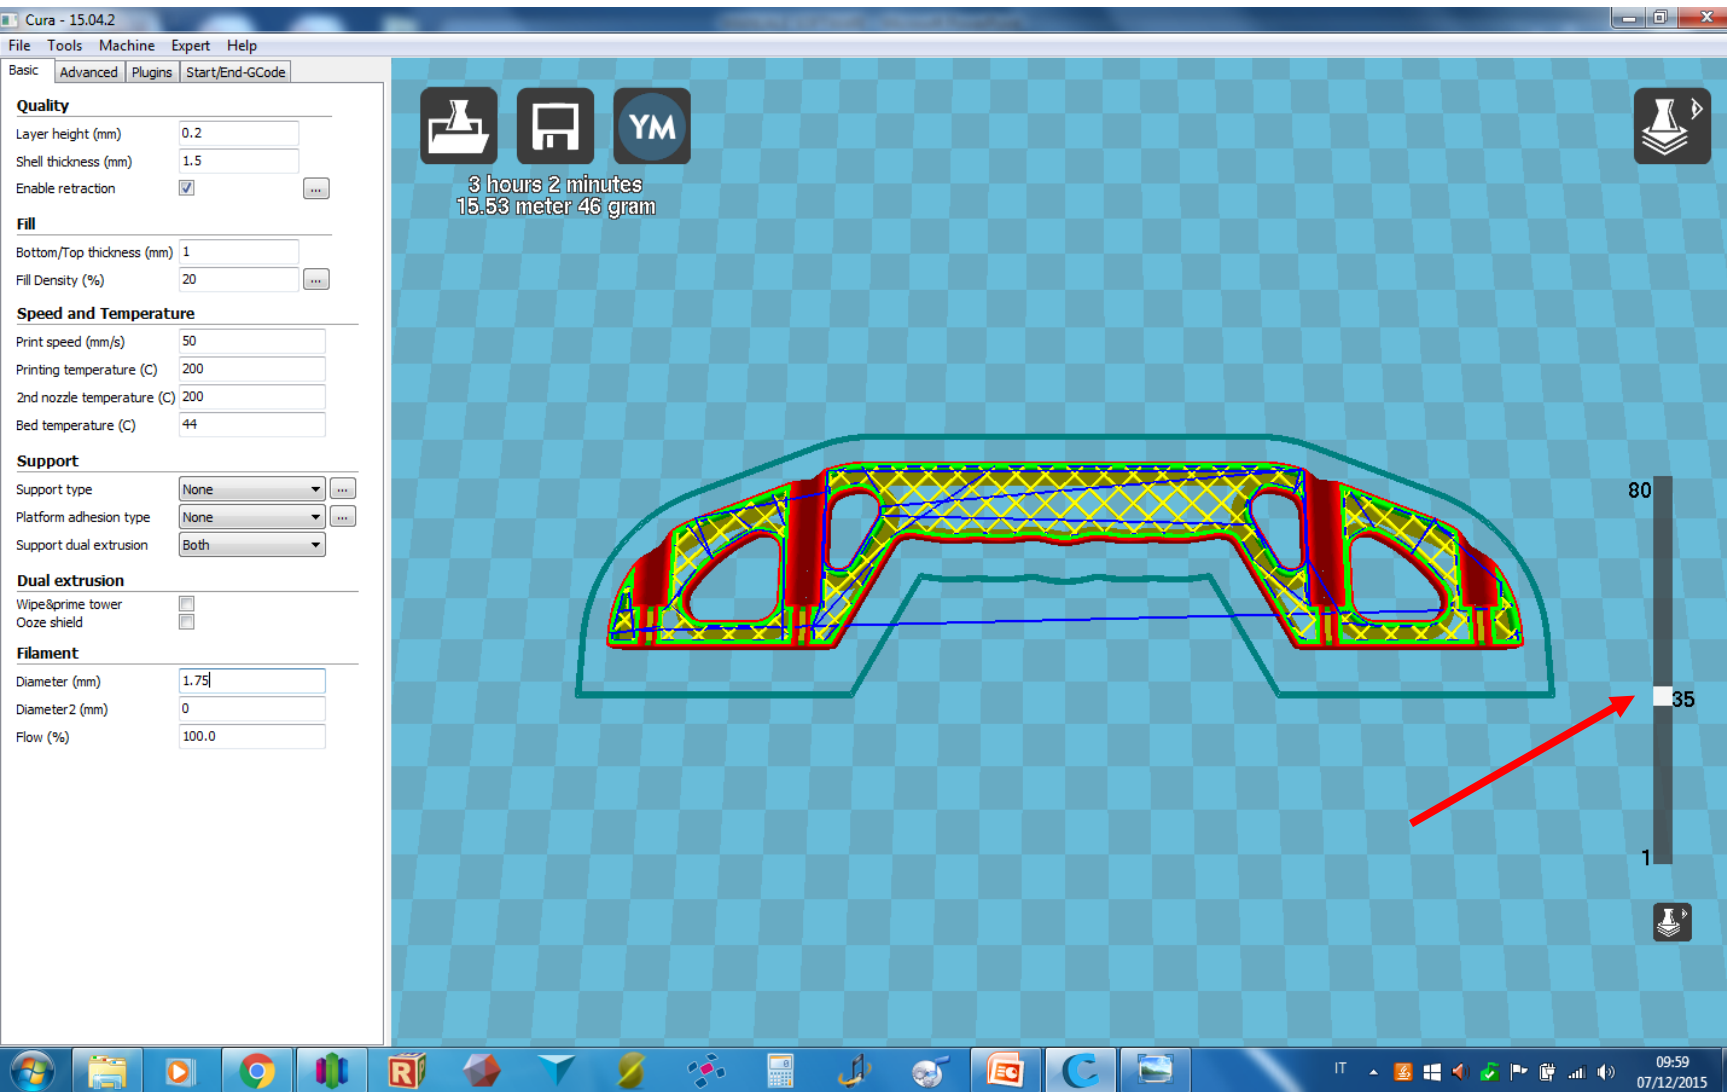 Cura - 15.04.2
File Tools Machine Expert Help
Basic Advanced Plugins Start/End-GCode
Quality
Layer height (mm) 0.2
Shell thickness (mm) 1.5
Enable retraction ...
Fill
Bottom/Top thickness (mm) 1
Fill Density (%) 20 ...
Speed and Temperature
Print speed (mm/s) 50
Printing temperature (C) 200
2nd nozzle temperature (C) 200
Bed temperature (C) 44
Support
Support type None ...
Platform adhesion type None ...
Support dual extrusion Both
Dual extrusion
Wipe&prime tower
Ooze shield
Filament
Diameter (mm) 1.75
Diameter2 (mm) 0
Flow (%) 100.0
YM
3 hours 2 minutes
15.53 meter 46 gram
80
35
1
IT
09:59
07/12/2015